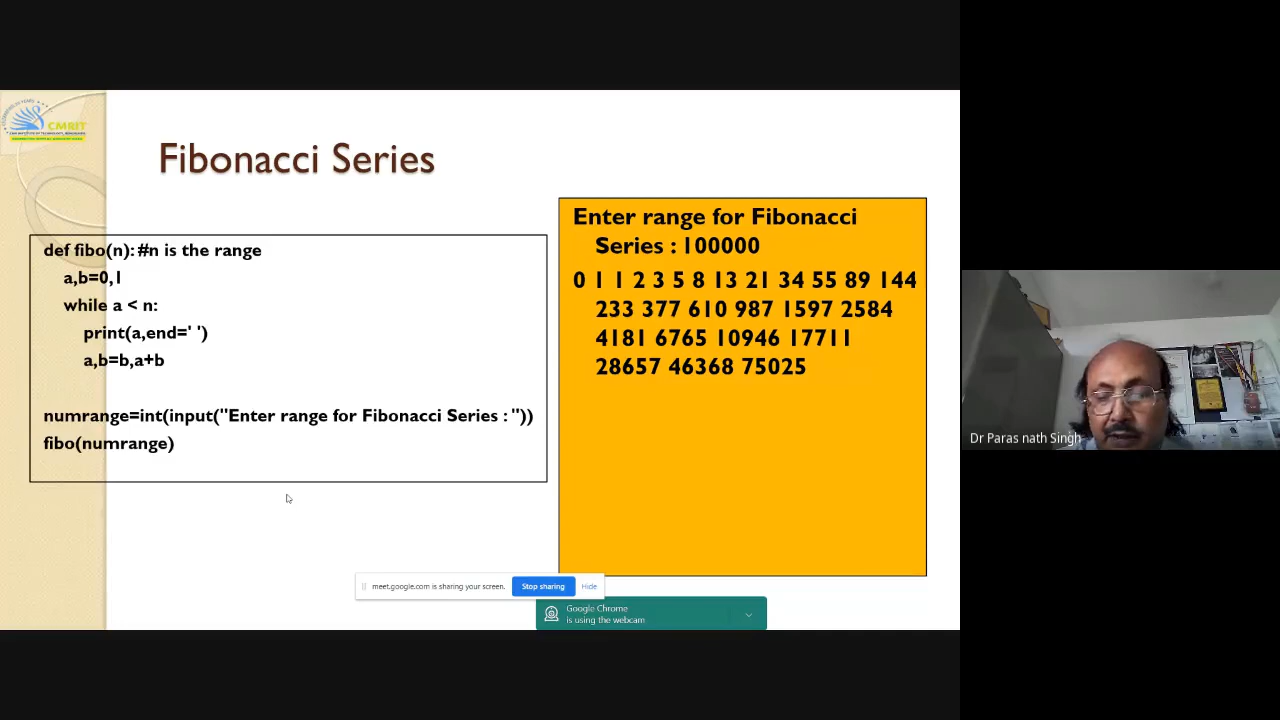 CMRIT
Fibonacci Series
def fibo(n): #n is the range
a,b=0,1
while a < n:
print(a,end=' ')
a,b=b,a+b
numrange=int(input("Enter range for Fibonacci Series : "))
fibo(numrange)
Enter range for Fibonacci
Series : 100000
0 1 1 2 3 5 8 13 21 34 55 89 144
233 377 610 987 1597 2584
4181 6765 10946 17711
28657 46368 75025
meet.google.com is sharing your screen.
Stop sharing
Hide
Google Chrome
is using the webcam
Dr Paras nath Singh